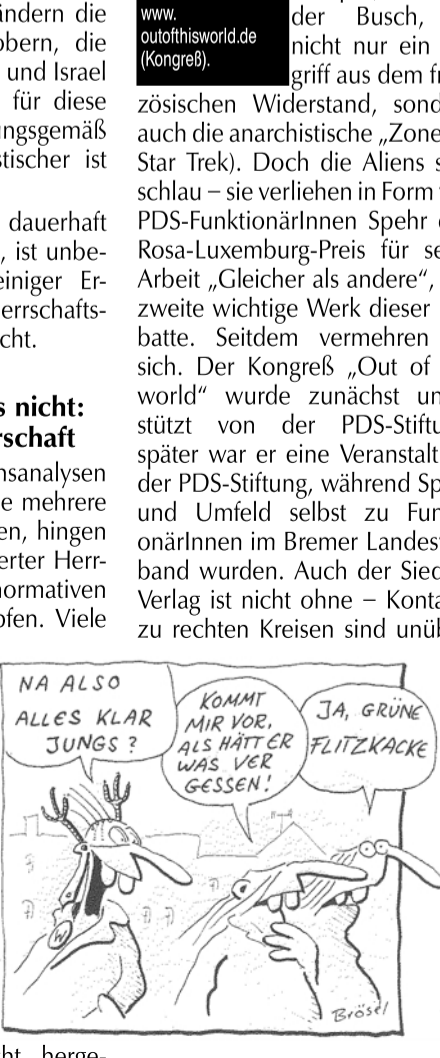 ändern die
obern, die
und Israel
für diese
ungsgemäß
stischer ist
dauerhaft
, ist unbe-
einiger Er-
errschafts-
cht.
s nicht:
rschaft
nsanalysen
e mehrere
en, hingen
erter Herr-
normativen
pfen. Viele
www.
outofthisworld.de
(Kongreß).
der Busch,
nicht nur ein
griff aus dem fr
zösischen Widerstand, sond
auch die anarchistische „Zone
Star Trek). Doch die Aliens s
schlau – sie verliehen in Form
PDS-FunktionärInnen Spehr
Rosa-Luxemburg-Preis für se
Arbeit „Gleicher als andere“,
zweite wichtige Werk dieser
batte. Seitdem vermehren
sich. Der Kongreß „Out of
world“ wurde zunächst un
stützt von der PDS-Stiftu
später war er eine Veranstalt
der PDS-Stiftung, während Sp
und Umfeld selbst zu Fun
onärInnen im Bremer Landes
band wurden. Auch der Sied
Verlag ist nicht ohne – Konta
zu rechten Kreisen sind unüb
NA ALSO
ALLES KLAR
JUNGS ?
KOMMT
MIR VOR,
ALS HÄTT ER
WAS VER
GESSEN!
JA, GRÜNE
FLITZKACKE
W
Brösel
cht herge-